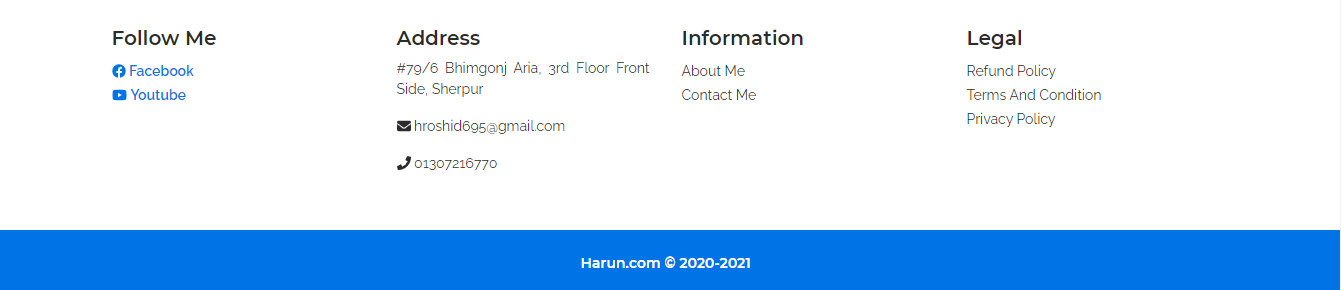 Follow Me
Facebook
Youtube
Address
#79/6 Bhimgonj Aria, 3rd Floor Front
Side, Sherpur
hroshid695@gmail.com
01307216770
Information
About Me
Contact Me
Legal
Refund Policy
Terms And Condition
Privacy Policy
Harun.com © 2020-2021